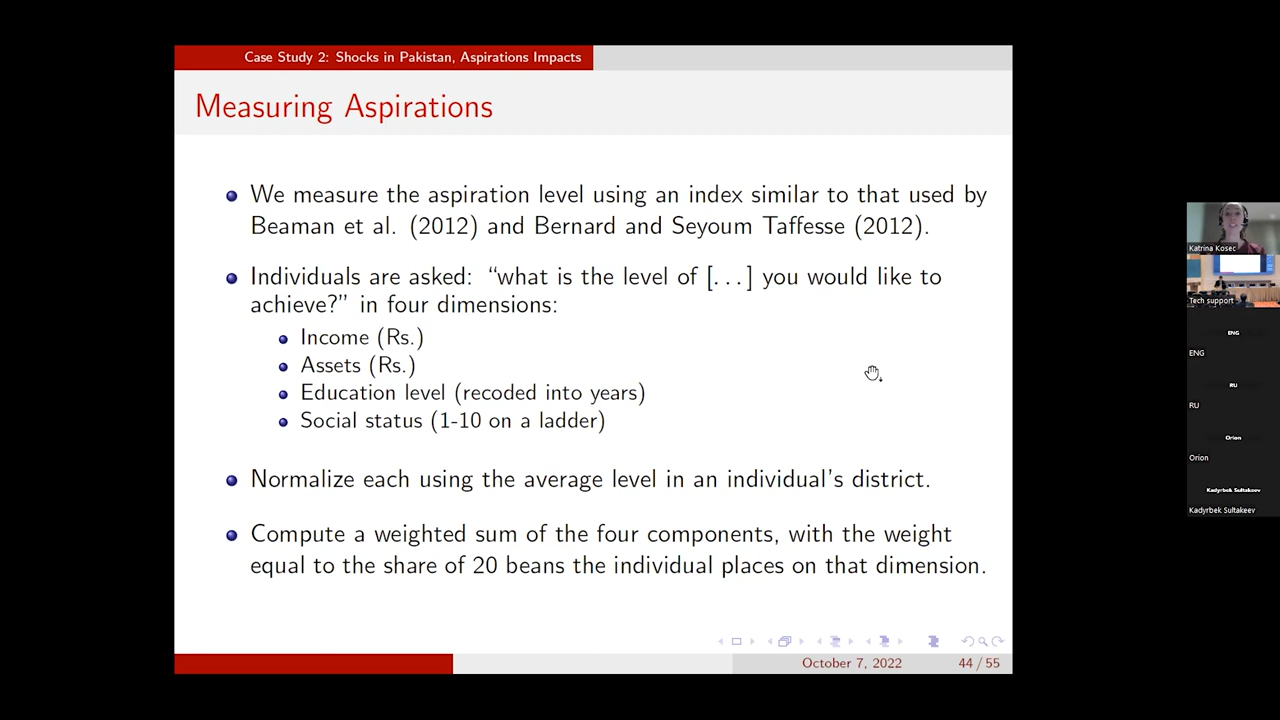 Case Study 2: Shocks in Pakistan, Aspirations Impacts
Measuring Aspirations
We measure the aspiration level using an index similar to that used by
Beaman et al. (2012) and Bernard and Seyoum Taffesse (2012).
Individuals are asked: “what is the level of [...] you would like to
achieve?” in four dimensions:
Income (Rs.)
Assets (Rs.)
Education level (recoded into years)
Social status (1-10 on a ladder)
Normalize each using the average level in an individual’s district.
Compute a weighted sum of the four components, with the weight
equal to the share of 20 beans the individual places on that dimension.
October 7, 2022
44 / 55
Katrina Kosec
Tech support
ENG
ENG
RU
RU
Orion
Orion
Kadyrbek Sultakeev
Kadyrbek Sultakeev